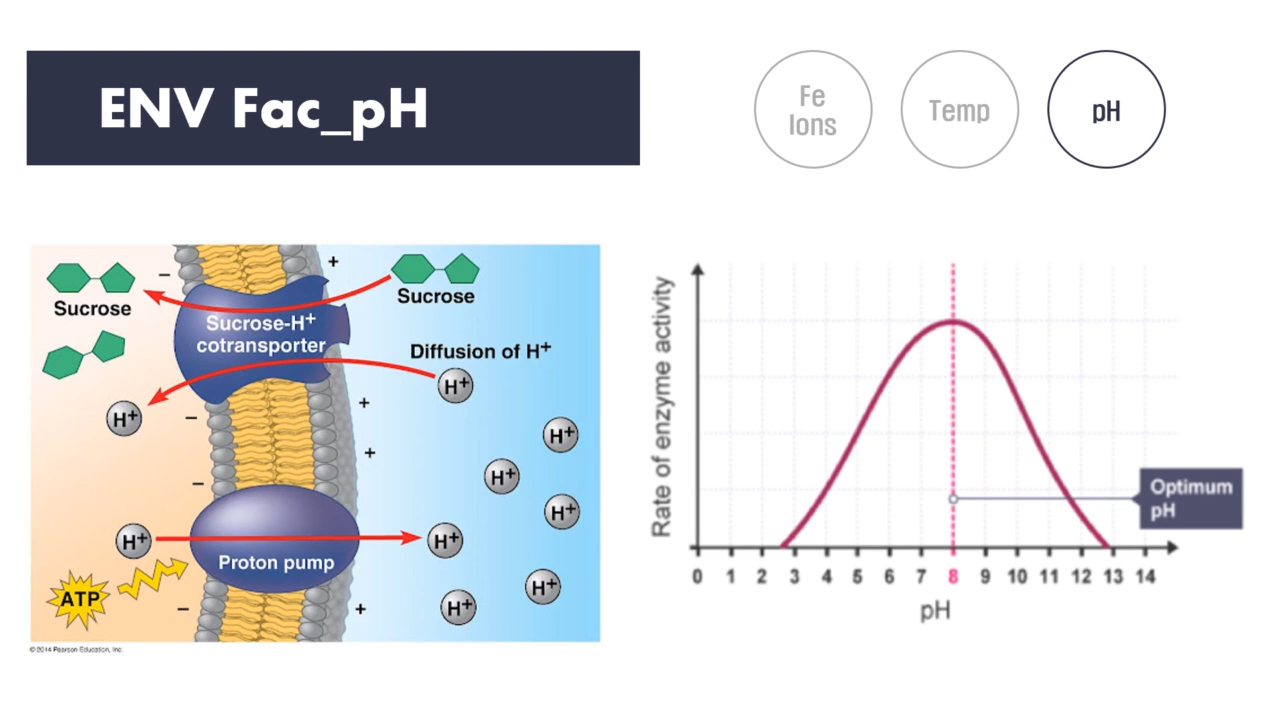 ENV Fac_pH
Fe
Ions
Temp
pH
Sucrose
Sucrose
Sucrose-H+
cotransporter
Diffusion of H+
H+
H+
H+
H+
H+
H+
H+
Proton pump
H+
H+
ATP
+
+
+
+
−
−
−
−
© 2014 Pearson Education, Inc.
Rate of enzyme activity
Optimum
pH
0 1 2 3 4 5 6 7 8 9 10 11 12 13 14
pH